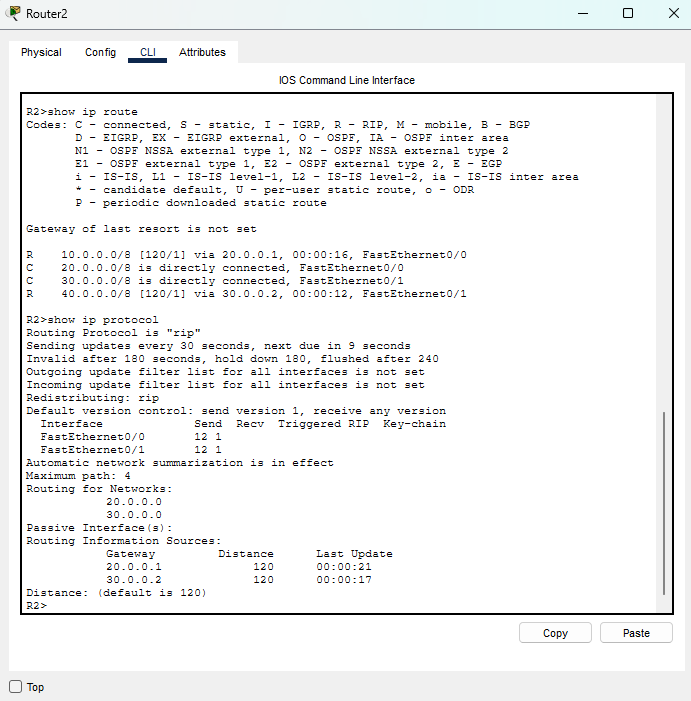 Router2
Physical Config CLI Attributes
IOS Command Line Interface
R2>show ip route
Codes: C - connected, S - static, I - IGRP, R - RIP, M - mobile, B - BGP
       D - EIGRP, EX - EIGRP external, O - OSPF, IA - OSPF inter area
       N1 - OSPF NSSA external type 1, N2 - OSPF NSSA external type 2
       E1 - OSPF external type 1, E2 - OSPF external type 2, E - EGP
       i - IS-IS, L1 - IS-IS level-1, L2 - IS-IS level-2, ia - IS-IS inter area
       * - candidate default, U - per-user static route, o - ODR
       P - periodic downloaded static route
Gateway of last resort is not set
R    10.0.0.0/8 [120/1] via 20.0.0.1, 00:00:16, FastEthernet0/0
C    20.0.0.0/8 is directly connected, FastEthernet0/0
C    30.0.0.0/8 is directly connected, FastEthernet0/1
R    40.0.0.0/8 [120/1] via 30.0.0.2, 00:00:12, FastEthernet0/1
R2>show ip protocol
Routing Protocol is "rip"
Sending updates every 30 seconds, next due in 9 seconds
Invalid after 180 seconds, hold down 180, flushed after 240
Outgoing update filter list for all interfaces is not set
Incoming update filter list for all interfaces is not set
Redistributing: rip
Default version control: send version 1, receive any version
  Interface             Send  Recv  Triggered RIP  Key-chain
  FastEthernet0/0       12 1
  FastEthernet0/1       12 1
Automatic network summarization is in effect
Maximum path: 4
Routing for Networks:
            20.0.0.0
            30.0.0.0
Passive Interface(s):
Routing Information Sources:
            Gateway         Distance      Last Update
            20.0.0.1             120      00:00:21
            30.0.0.2             120      00:00:17
Distance: (default is 120)
R2>
Copy Paste
Top